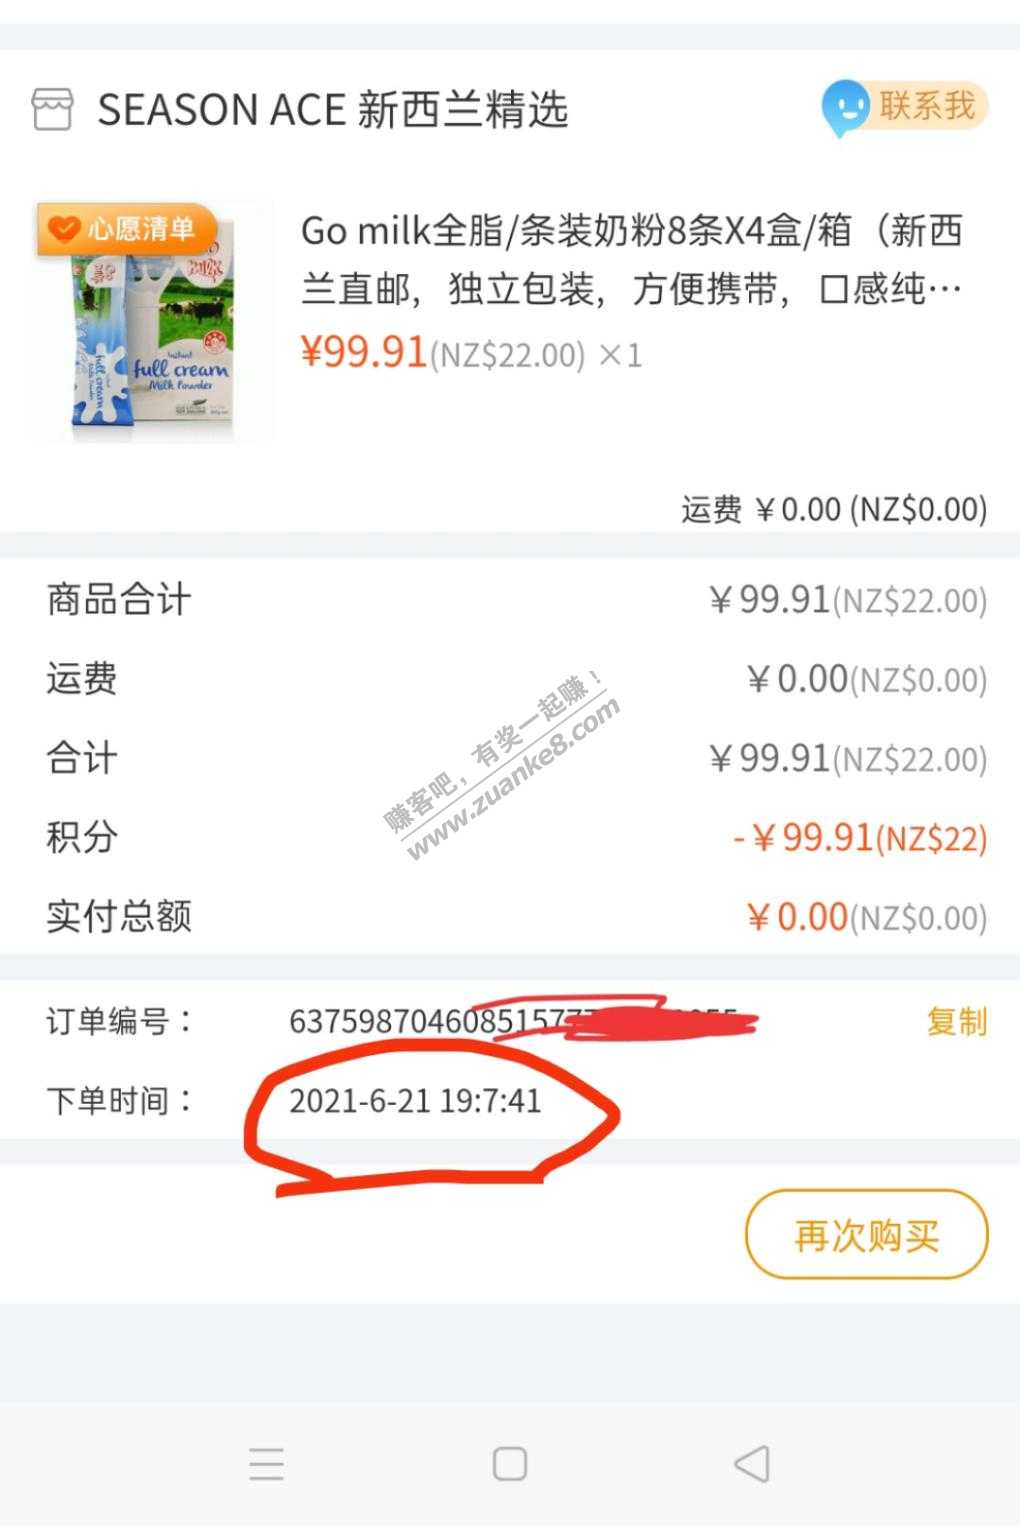 SEASON ACE 新西兰精选
联系我
心愿清单
Go milk全脂/条装奶粉8条X4盒/箱（新西
兰直邮，独立包装，方便携带，口感纯…
¥99.91(NZ$22.00) ×1
Instant
full cream
Milk Powder
full cream
运费 ￥0.00 (NZ$0.00)
商品合计 ￥99.91(NZ$22.00)
运费 ￥0.00(NZ$0.00)
合计 ￥99.91(NZ$22.00)
积分 -￥99.91(NZ$22)
实付总额 ￥0.00(NZ$0.00)
赚客吧，有奖一起赚！
www.zuanke8.com
订单编号： 63759870460851577 复制
下单时间： 2021-6-21 19:7:41
再次购买